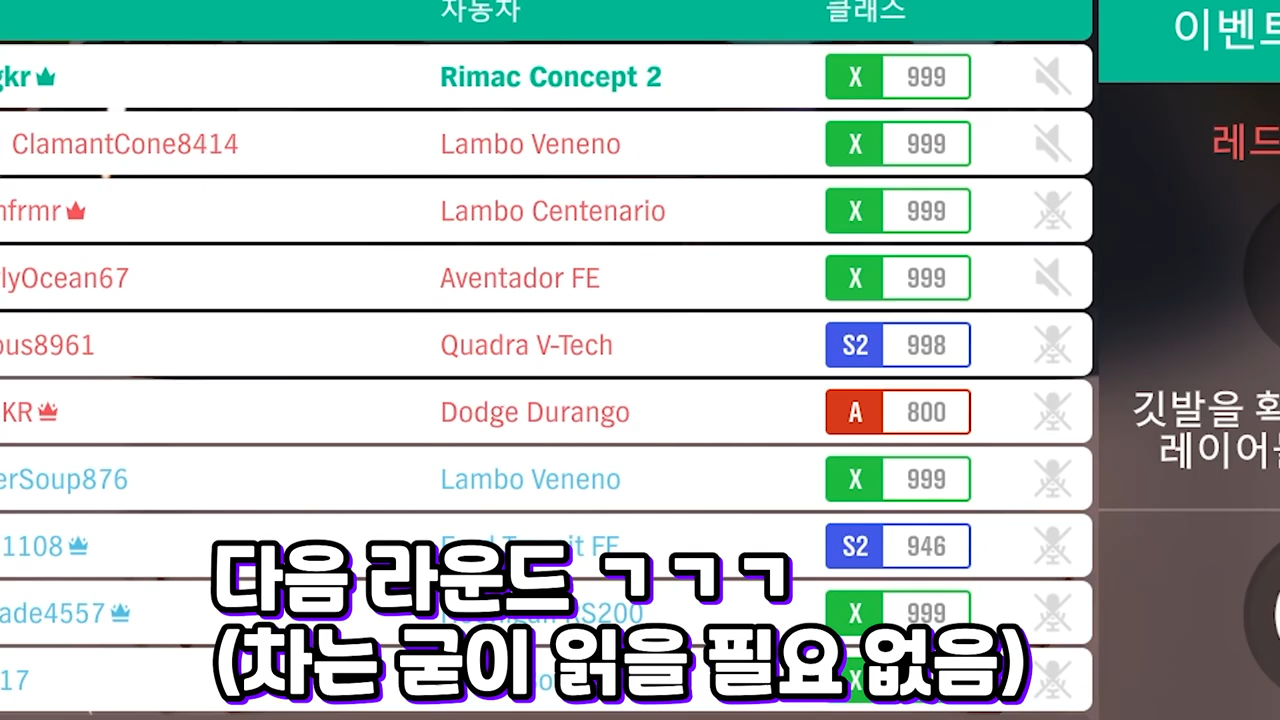 자동차 클래스
이벤트
gkr Rimac Concept 2 X 999
ClamantCone8414 Lambo Veneno X 999
레드
nfrmr Lambo Centenario X 999
lyOcean67 Aventador FE X 999
ous8961 Quadra V-Tech S2 998
KR Dodge Durango A 800
깃발을 확
레이어를
erSoup876 Lambo Veneno X 999
1108 S2 946
ade4557 RS200 X 999
17 X
다음 라운드 ㄱㄱㄱ
(차는 굳이 읽을 필요 없음)